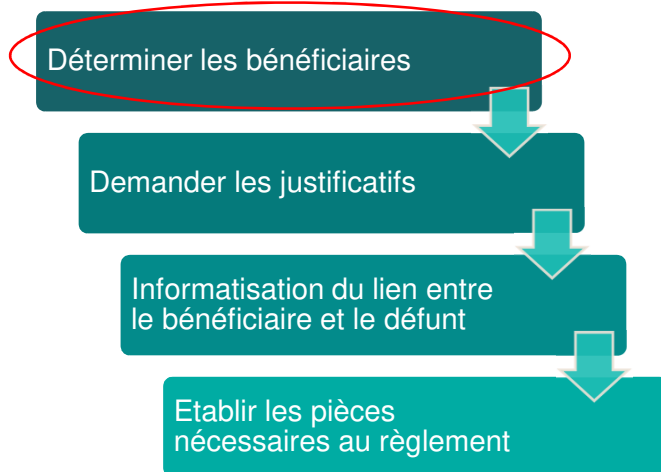 Déterminer les bénéficiaires
Demander les justificatifs
Informatisation du lien entre
le bénéficiaire et le défunt
Etablir les pièces
nécessaires au règlement